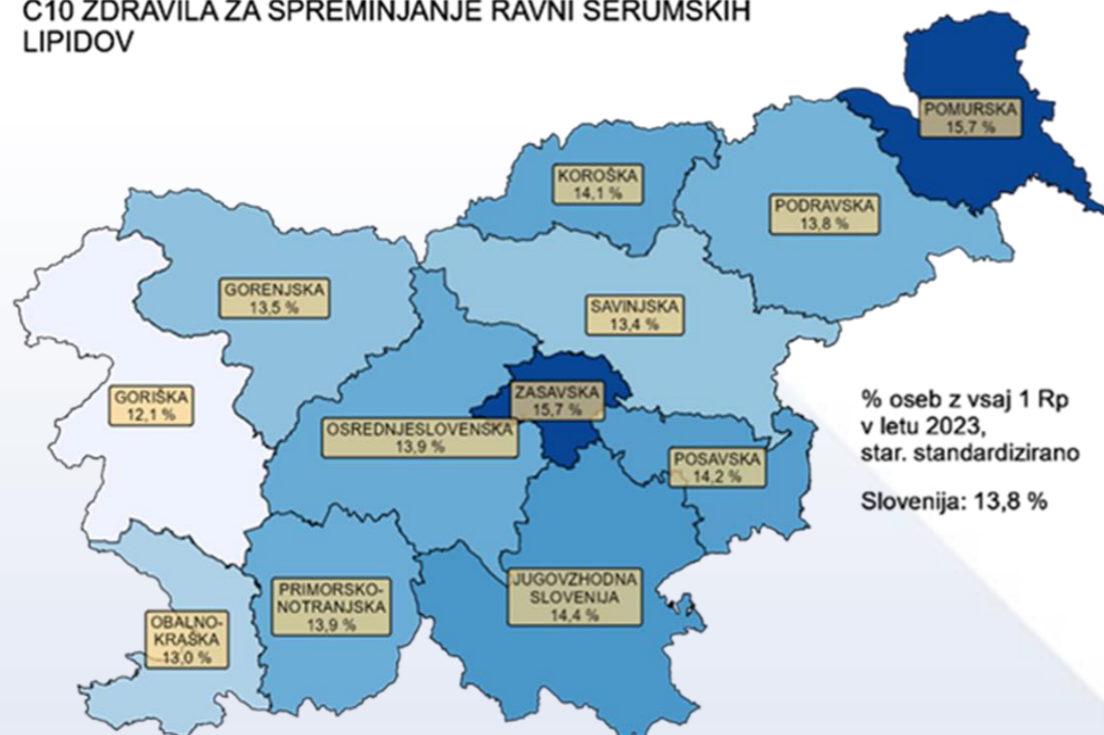 C10 ZDRAVILA ZA SPREMINJANJE RAVNI SERUMSKIH
LIPIDOV
POMURSKA
15,7 %
KOROŠKA
14,1 %
PODRAVSKA
13,8 %
GORENJSKA
13,5 %
SAVINJSKA
13,4 %
GORIŠKA
12,1 %
ZASAVSKA
15,7 %
OSREDNJESLOVENSKA
13,9 %
POSAVSKA
14,2 %
% oseb z vsaj 1 Rp
v letu 2023,
star. standardizirano
Slovenija: 13,8 %
PRIMORSKO-
NOTRANJSKA
13,9 %
JUGOVZHODNA
SLOVENIJA
14,4 %
OBALNO-
KRAŠKA
13,0 %